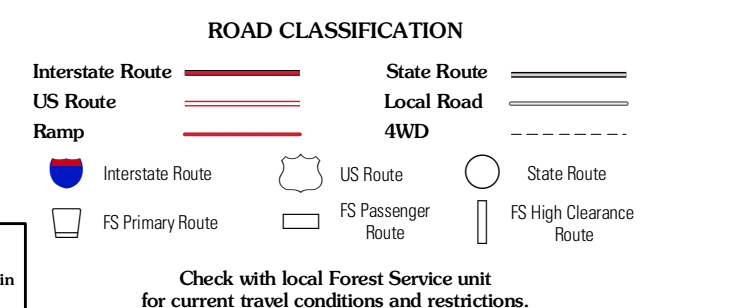 ROAD CLASSIFICATION
Interstate Route
State Route
US Route
Local Road
Ramp
4WD
Interstate Route
US Route
State Route
FS Primary Route
FS Passenger
Route
FS High Clearance
Route
in
Check with local Forest Service unit
for current travel conditions and restrictions.